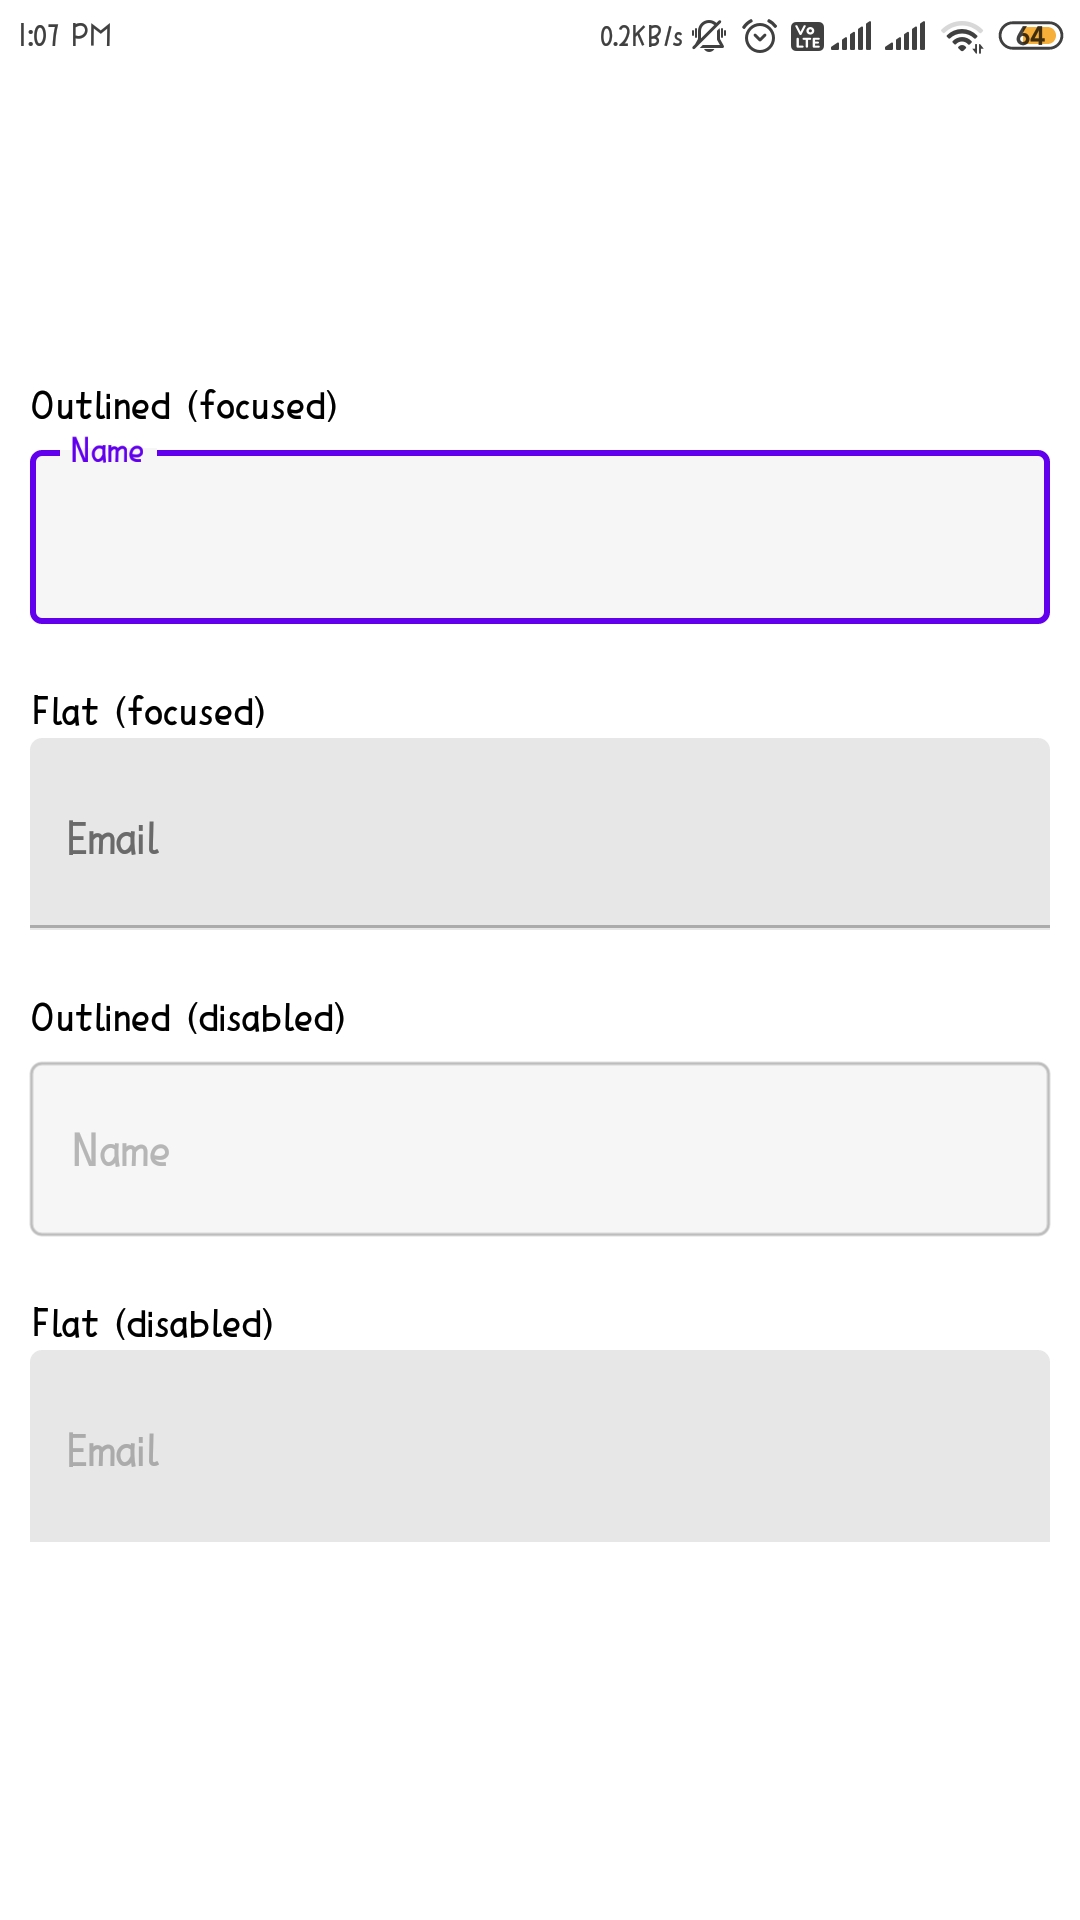 1:07 PM 0.2KB/s Vo LTE 64
Outlined (focused)
Name
Flat (focused)
Email
Outlined (disabled)
Name
Flat (disabled)
Email